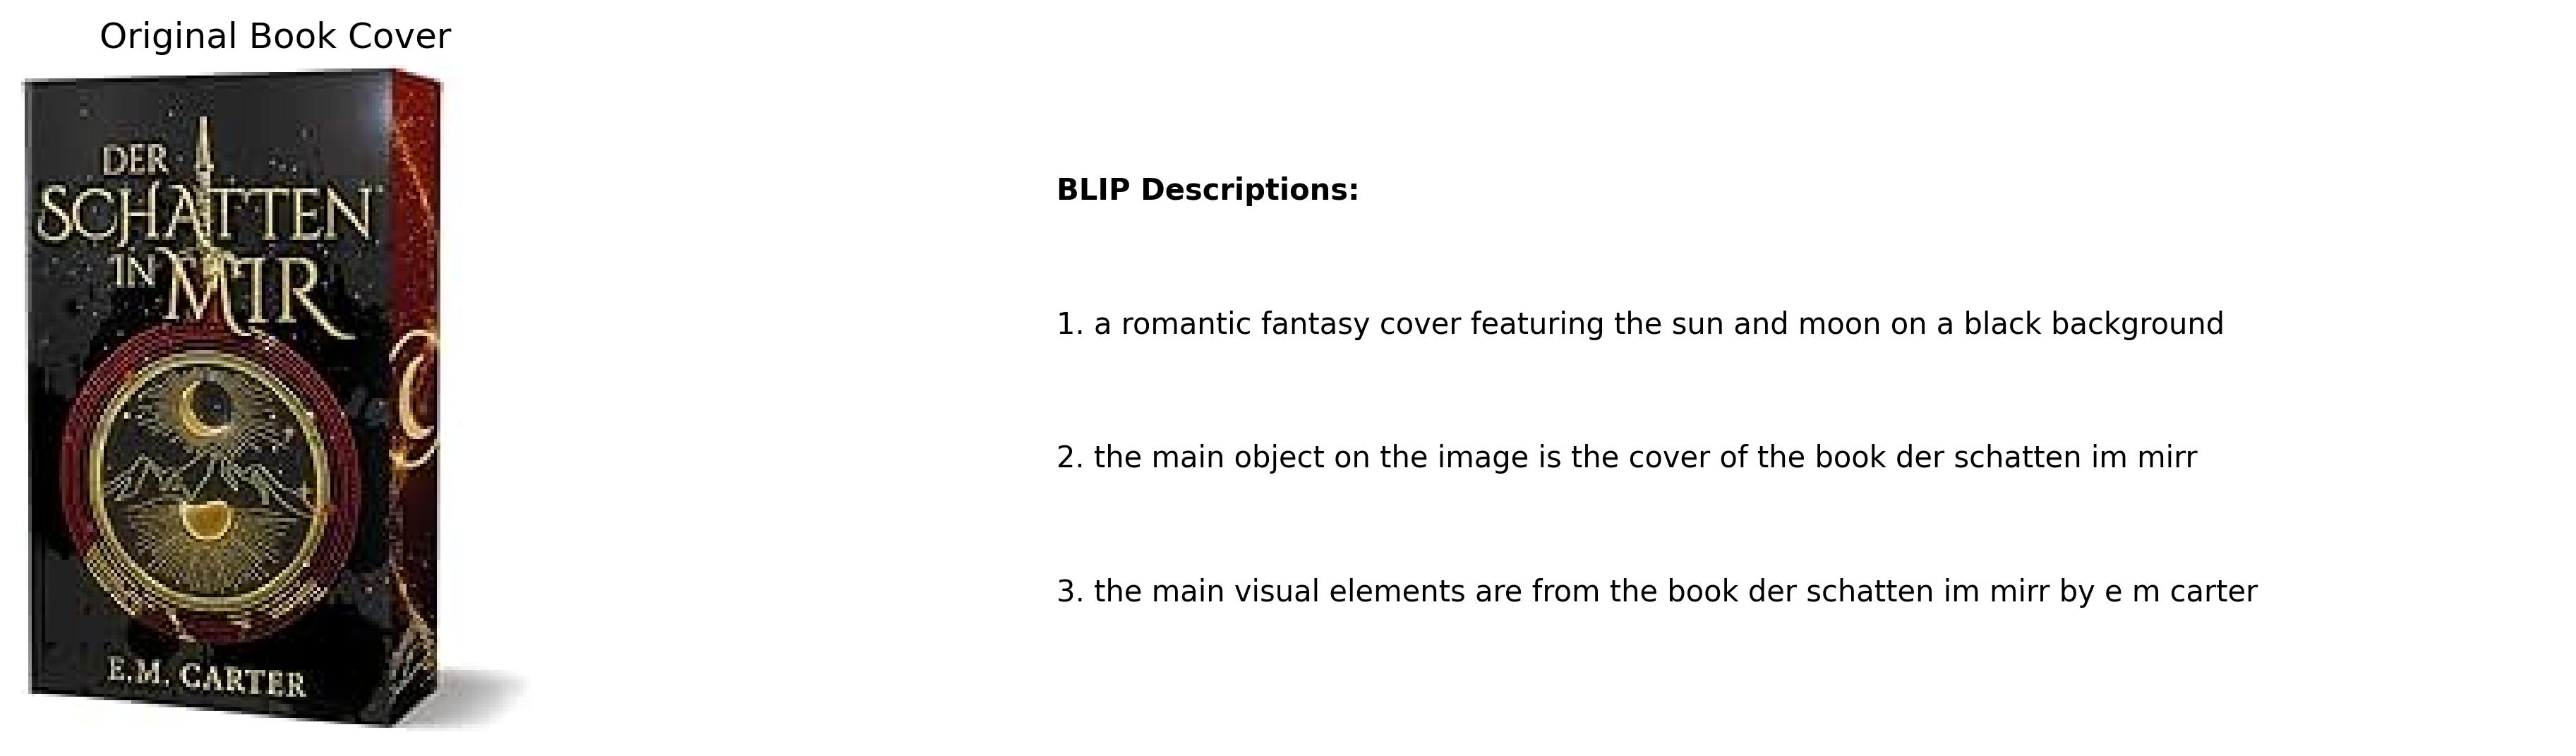 Original Book Cover
DER
SCHATTEN
IN MIR
E.M. CARTER
BLIP Descriptions:
1. a romantic fantasy cover featuring the sun and moon on a black background
2. the main object on the image is the cover of the book der schatten im mirr
3. the main visual elements are from the book der schatten im mirr by e m carter